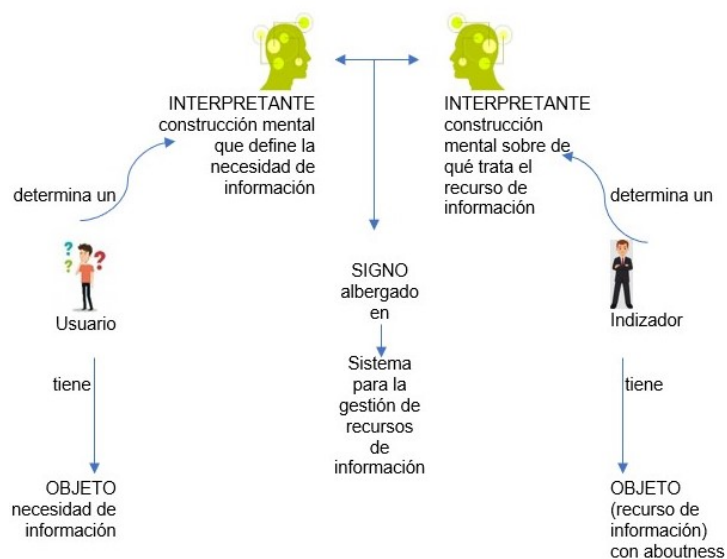 INTERPRETANTE
construcción mental
que define la
necesidad de
información
INTERPRETANTE
construcción
mental sobre de
qué trata el
recurso de
información
determina un
determina un
Usuario
SIGNO
albergado
en
Indizador
Sistema
para la
gestión de
recursos
de
información
tiene
tiene
OBJETO
necesidad de
información
OBJETO
(recurso de
información)
con aboutness